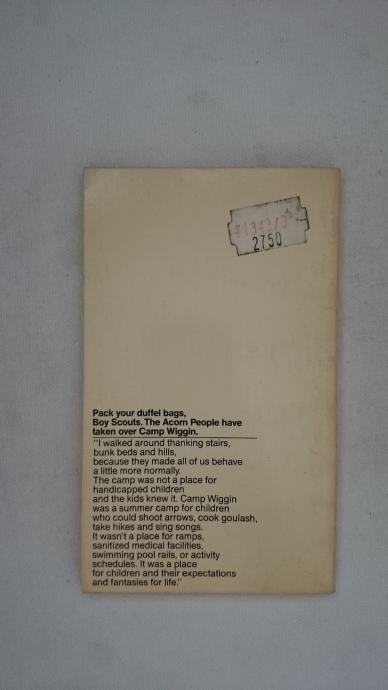 2750
Pack your duffel bags,
Boy Scouts. The Acorn People have
taken over Camp Wiggin.
"I walked around thanking stairs,
bunk beds and hills,
because they made all of us behave
a little more normally.
The camp was not a place for
handicapped children
and the kids knew it. Camp Wiggin
was a summer camp for children
who could shoot arrows, cook goulash,
take hikes and sing songs.
It wasn't a place for ramps,
sanitized medical facilities,
swimming pool rails, or activity
schedules. It was a place
for children and their expectations
and fantasies for life."